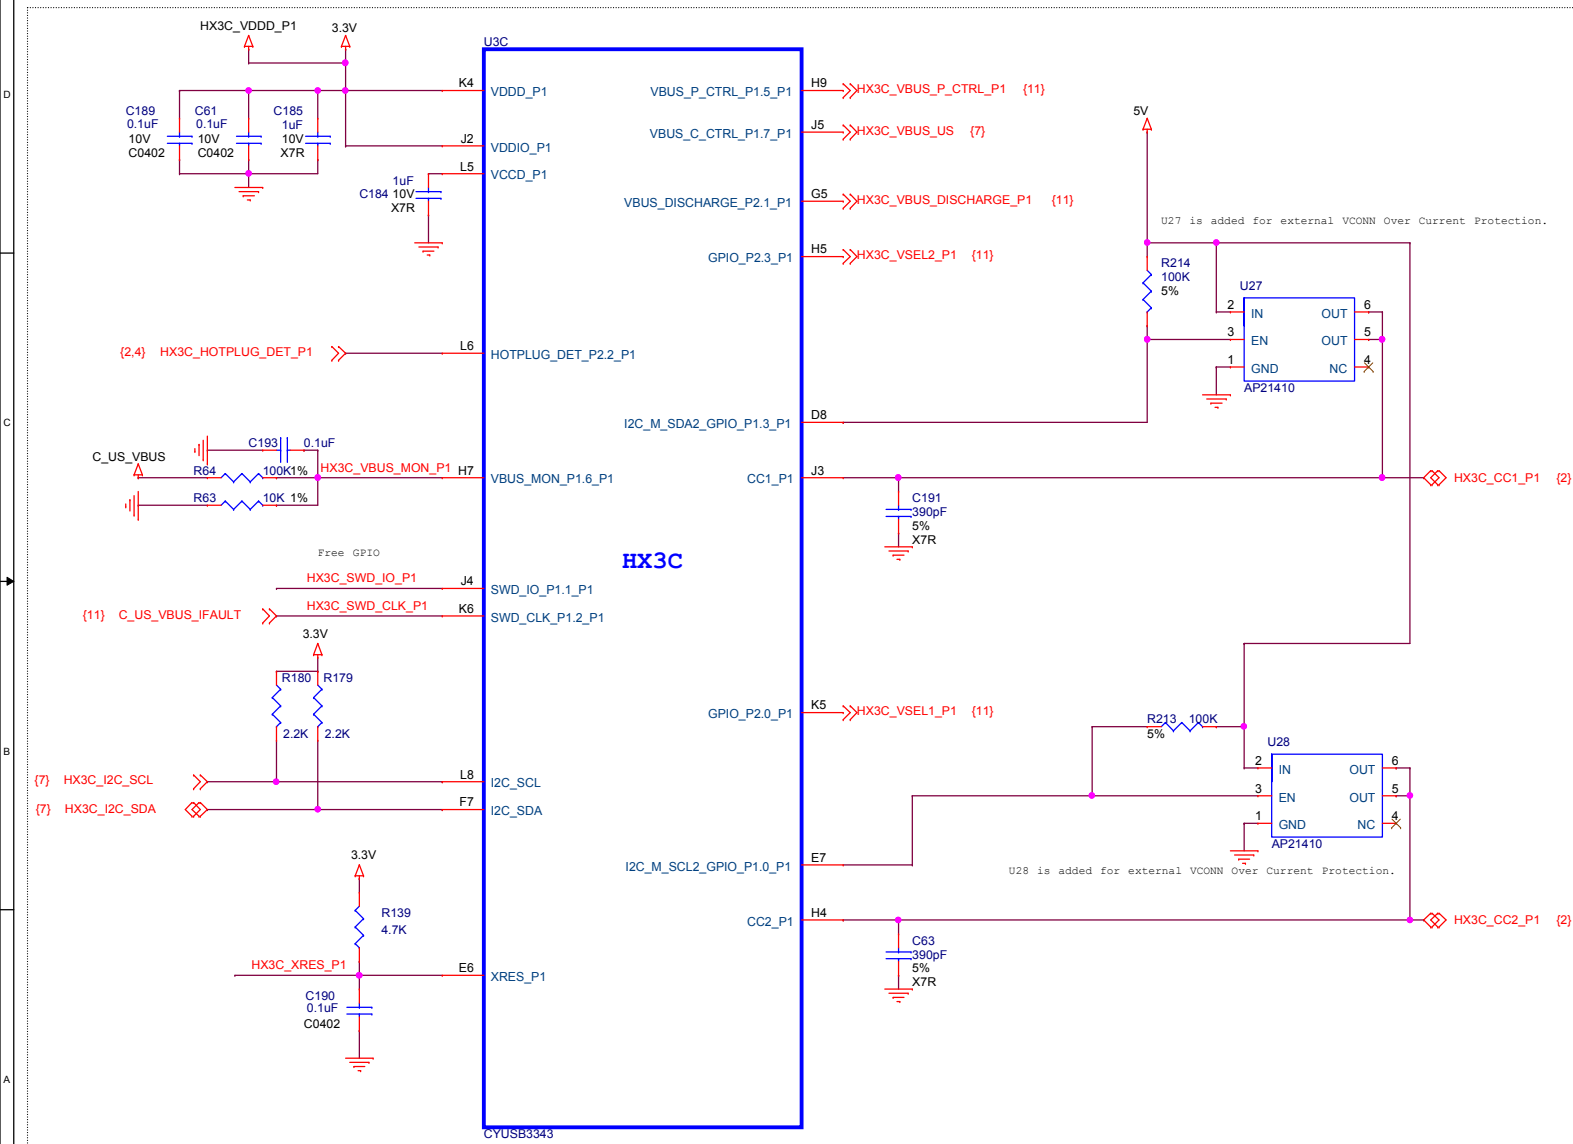 HX3C_VDDD_P1
3.3V
U3C
D
K4
VDDD_P1
C189
0.1uF
10V
C0402
C61
0.1uF
10V
C0402
C185
1uF
10V
X7R
J2
VDDIO_P1
L5
VCCD_P1
1uF
C184 10V
X7R
VBUS_P_CTRL_P1.5_P1
H9
HX3C_VBUS_P_CTRL_P1 {11}
VBUS_C_CTRL_P1.7_P1
J5
HX3C_VBUS_US {7}
VBUS_DISCHARGE_P2.1_P1
G5
HX3C_VBUS_DISCHARGE_P1 {11}
GPIO_P2.3_P1
H5
HX3C_VSEL2_P1 {11}
5V
U27 is added for external VCONN Over Current Protection.
R214
100K
5%
U27
2
IN
OUT
6
3
EN
OUT
5
1
GND
NC
4
AP21410
{2,4} HX3C_HOTPLUG_DET_P1
L6
HOTPLUG_DET_P2.2_P1
C
I2C_M_SDA2_GPIO_P1.3_P1
D8
C193
0.1uF
C_US_VBUS
R64
100K 1%
HX3C_VBUS_MON_P1
H7
VBUS_MON_P1.6_P1
R63
10K 1%
CC1_P1
J3
HX3C_CC1_P1 {2}
C191
390pF
5%
X7R
Free GPIO
HX3C
HX3C_SWD_IO_P1
J4
SWD_IO_P1.1_P1
{11} C_US_VBUS_IFAULT
HX3C_SWD_CLK_P1
K6
SWD_CLK_P1.2_P1
3.3V
R180
R179
2.2K
2.2K
GPIO_P2.0_P1
K5
HX3C_VSEL1_P1 {11}
R213 100K
5%
B
U28
2
IN
OUT
6
3
EN
OUT
5
1
GND
NC
4
AP21410
{7} HX3C_I2C_SCL
L8
I2C_SCL
{7} HX3C_I2C_SDA
F7
I2C_SDA
I2C_M_SCL2_GPIO_P1.0_P1
E7
U28 is added for external VCONN Over Current Protection.
3.3V
R139
4.7K
CC2_P1
H4
HX3C_CC2_P1 {2}
C63
390pF
5%
X7R
HX3C_XRES_P1
E6
XRES_P1
C190
0.1uF
C0402
A
CYUSB3343